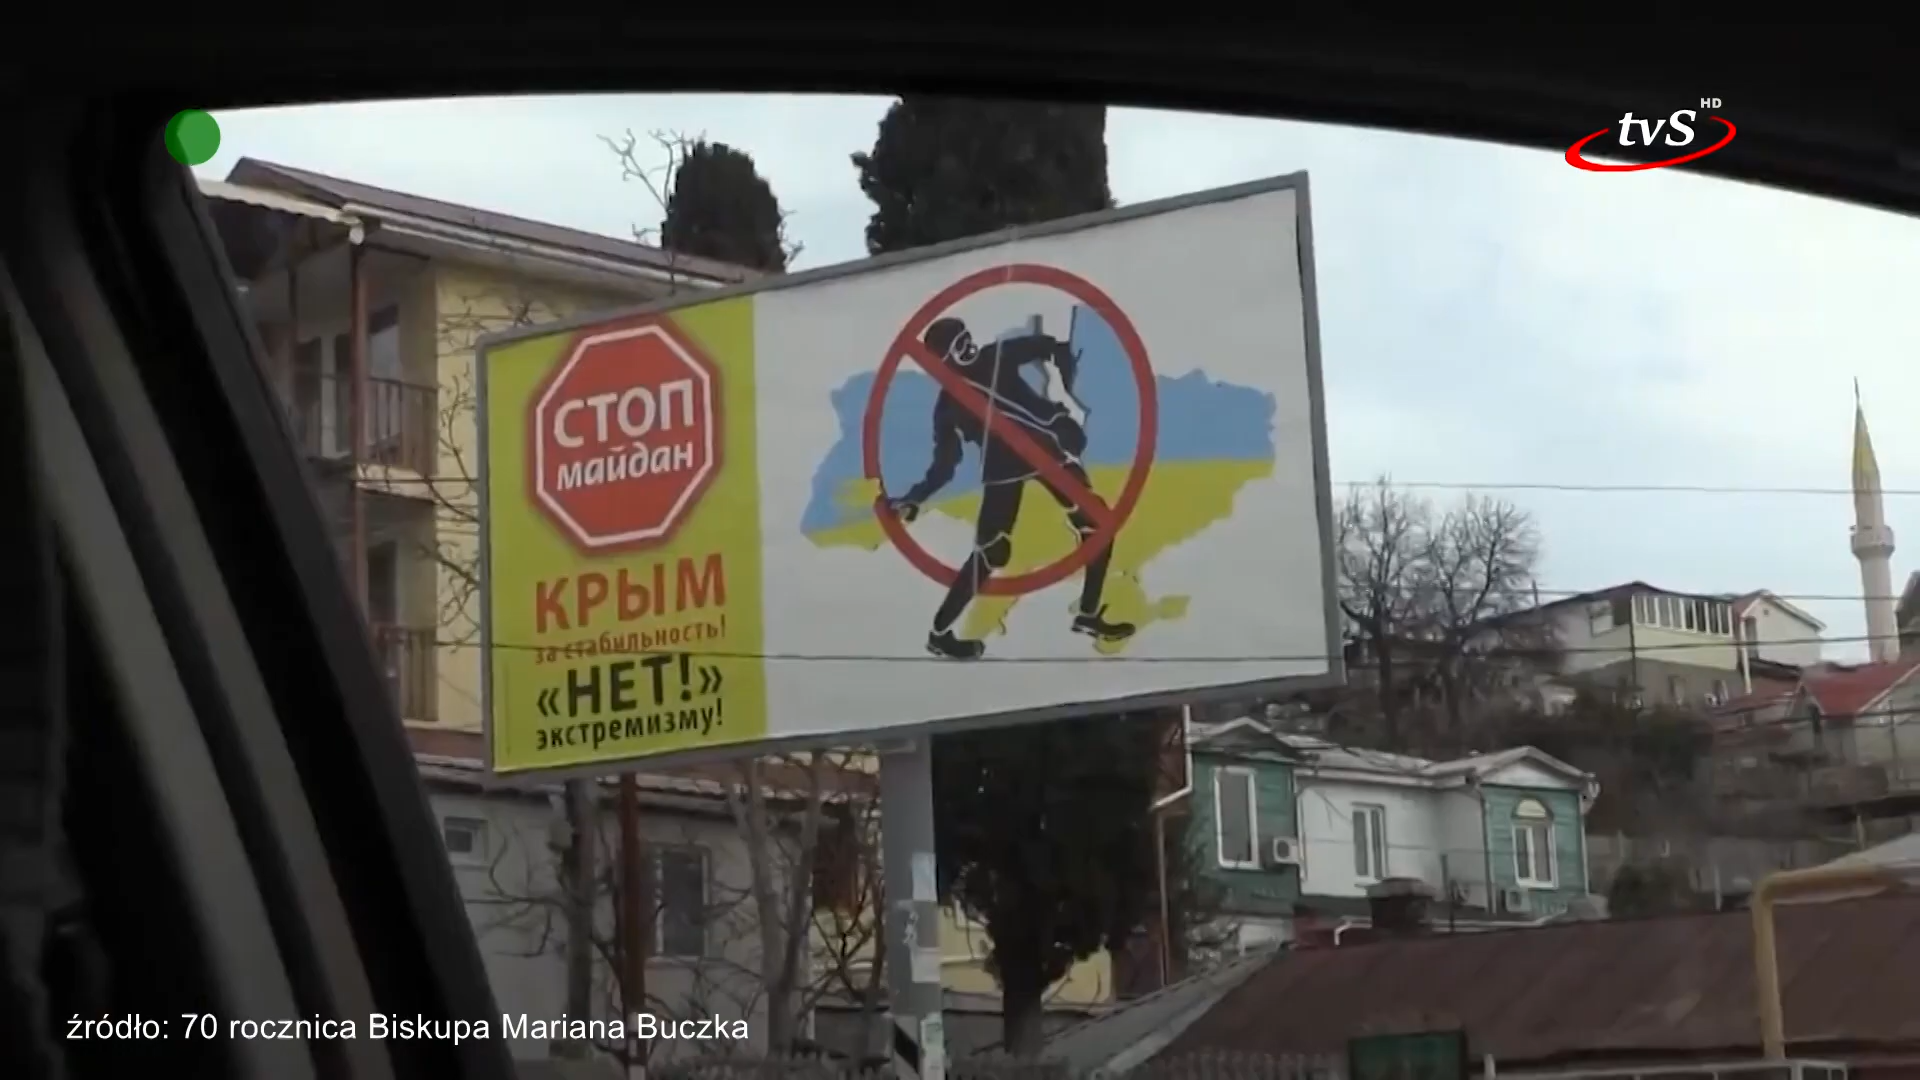 tvS HD
СТОП
майдан
КРЫМ
за стабильность!
«НЕТ!»
экстремизму!
źródło: 70 rocznica Biskupa Mariana Buczka